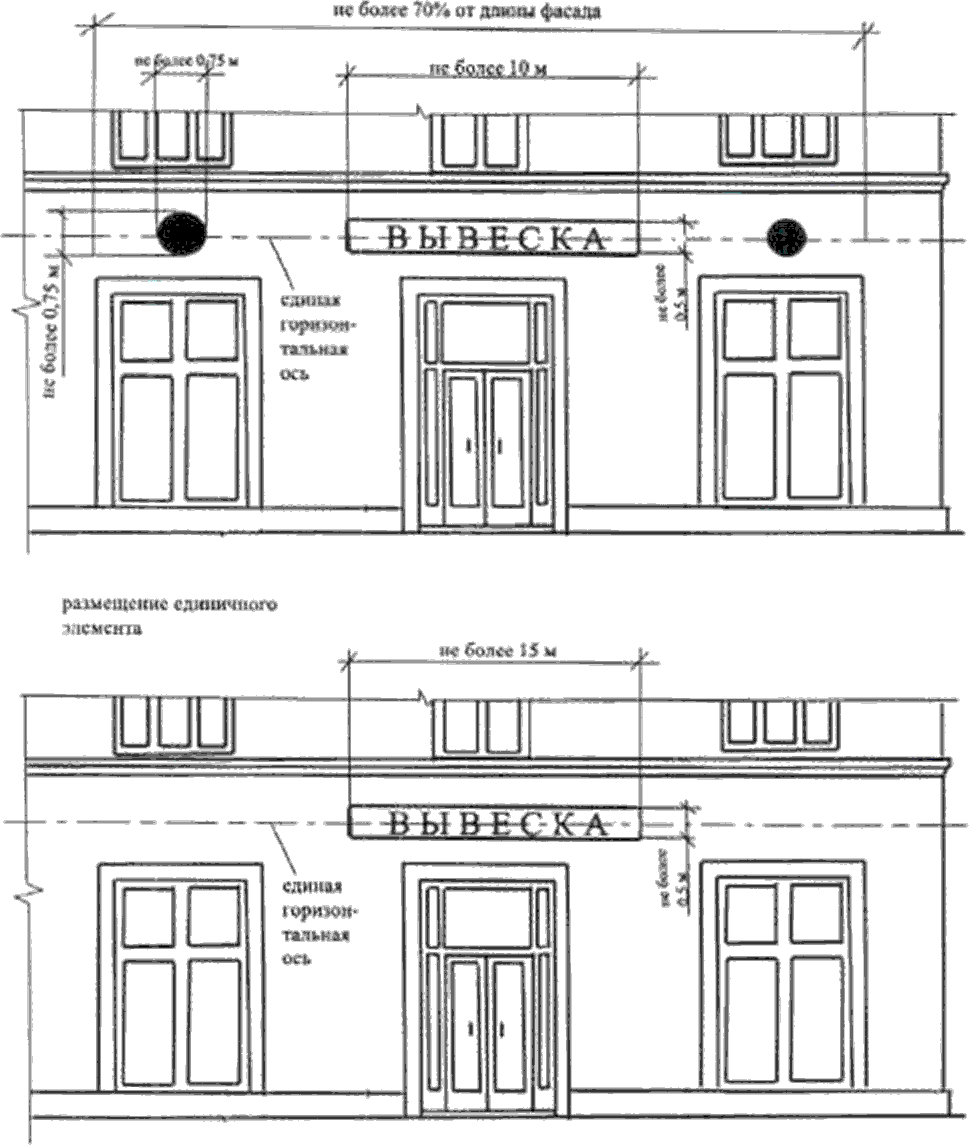 не более 70% от длины фасада
не более 0,75 м
не более 10 м
ВЫВЕСКА
не более 0,75 м
единая
горизон-
тальная
ось
не более
0,5 м
размещение единичного
элемента
не более 15 м
ВЫВЕСКА
единая
горизон-
тальная
ось
не более
0,5 м